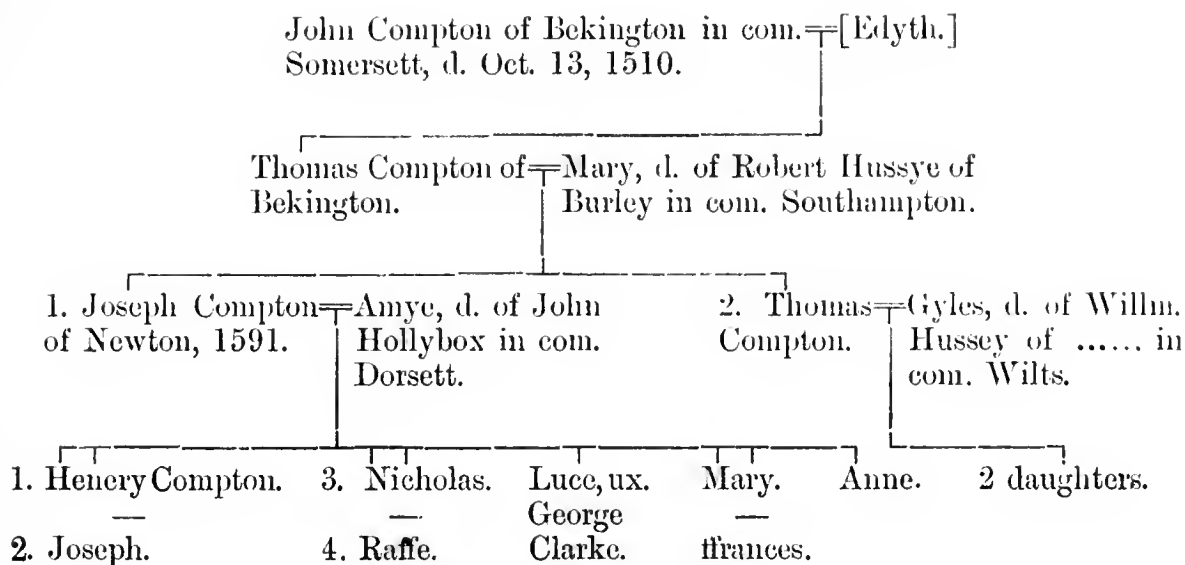 John Compton of Bekington in com. [Edyth.]
Somersett, d. Oct. 13, 1510.
Thomas Compton of Mary, d. of Robert Hussye of
Bekington. Burley in com. Southampton.
1. Joseph Compton Amye, d. of John 2. Thomas Gyles, d. of Willm.
of Newton, 1591. Hollybox in com. Compton. Hussey of ...... in
Dorsett. com. Wilts.
1. Henery Compton. 3. Nicholas. Luce, ux. Mary. Anne. 2 daughters.
— — George —
2. Joseph. 4. Raffe. Clarke. ffrances.